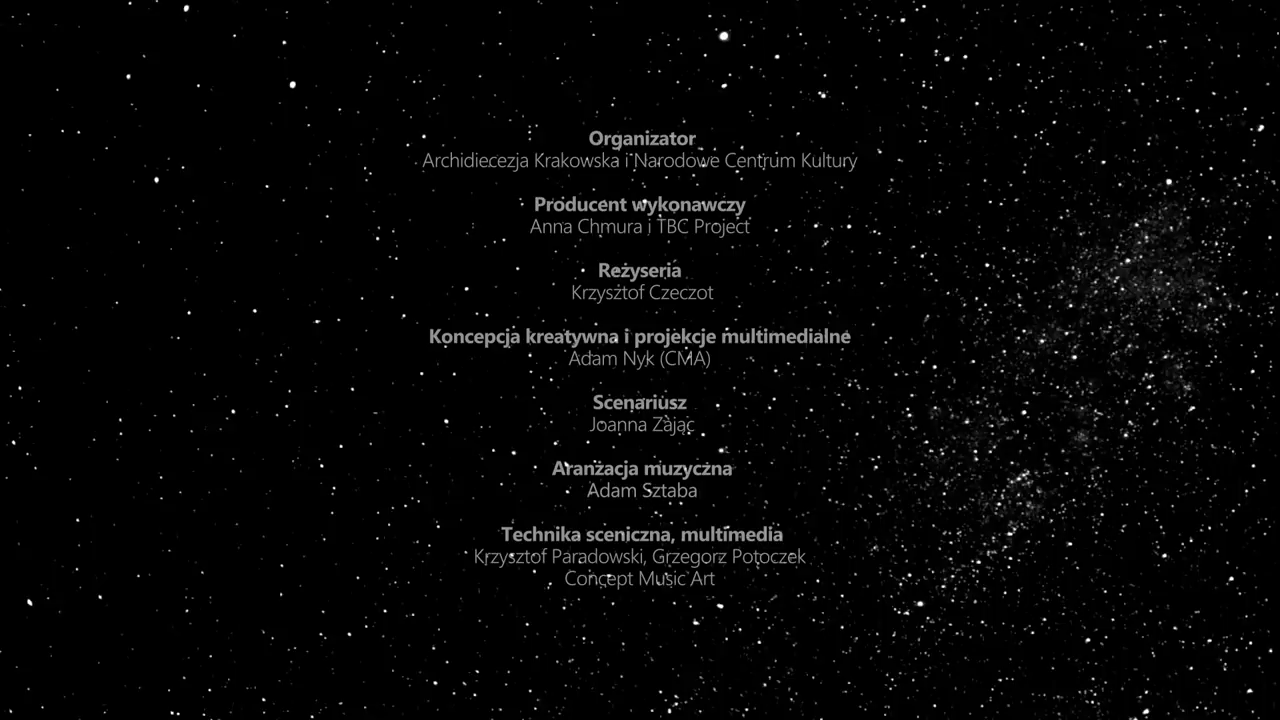 Organizator
Archidiecezja Krakowska i Narodowe Centrum Kultury
Producent wykonawczy
Anna Chmura i TBC Project
Reżyseria
Krzysztof Czeczot
Koncepcja kreatywna i projekcje multimedialne
Adam Nyk (CMA)
Scenariusz
Joanna Zając
Aranżacja muzyczna
Adam Sztaba
Technika sceniczna, multimedia
Krzysztof Paradowski, Grzegorz Potoczek
Concept Music Art